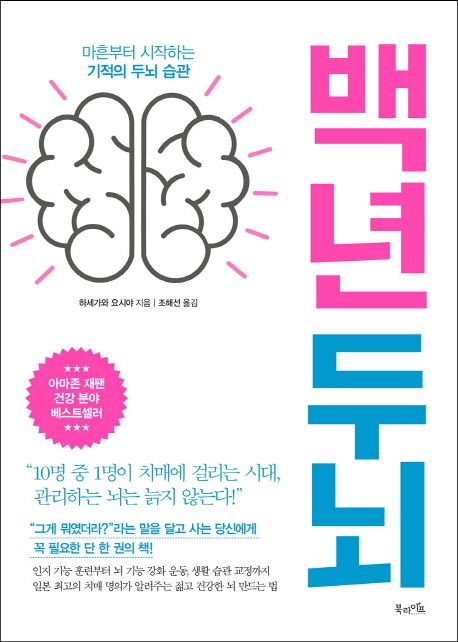 마흔부터 시작하는
기적의 두뇌 습관
백년두뇌
하세가와 요시야 지음 | 조해선 옮김
★★★
아마존 재팬
건강 분야
베스트셀러
★★★
“10명 중 1명이 치매에 걸리는 시대,
관리하는 뇌는 늙지 않는다!”
“그게 뭐였더라?”라는 말을 달고 사는 당신에게
꼭 필요한 단 한 권의 책!
인지 기능 훈련부터 뇌 기능 강화 운동, 생활 습관 교정까지
일본 최고의 치매 명의가 알려주는 젊고 건강한 뇌 만드는 법
북라이프